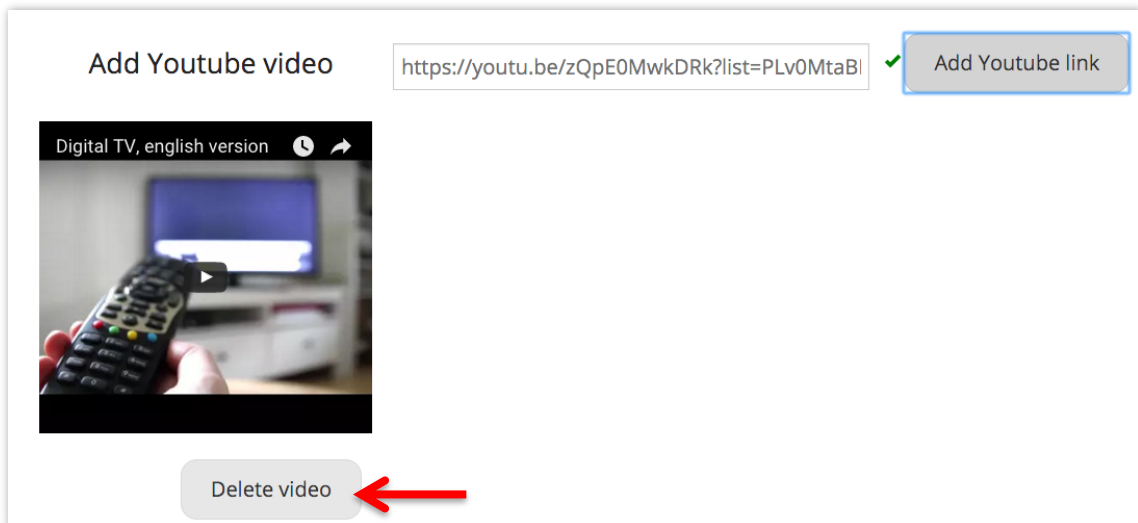 Add Youtube video
https://youtu.be/zQpE0MwkDRk?list=PLv0MtaBI
Add Youtube link
Digital TV, english version
Delete video